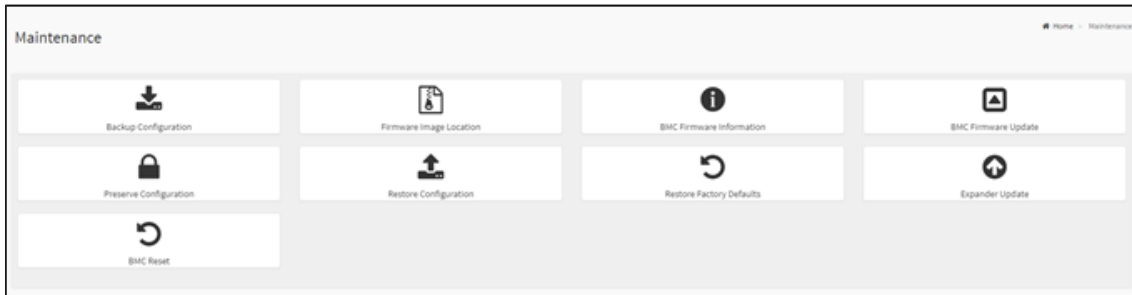 Home > Maintenance
Maintenance
Backup Configuration
Firmware Image Location
BMC Firmware Information
BMC Firmware Update
Preserve Configuration
Restore Configuration
Restore Factory Defaults
Expander Update
BMC Reset